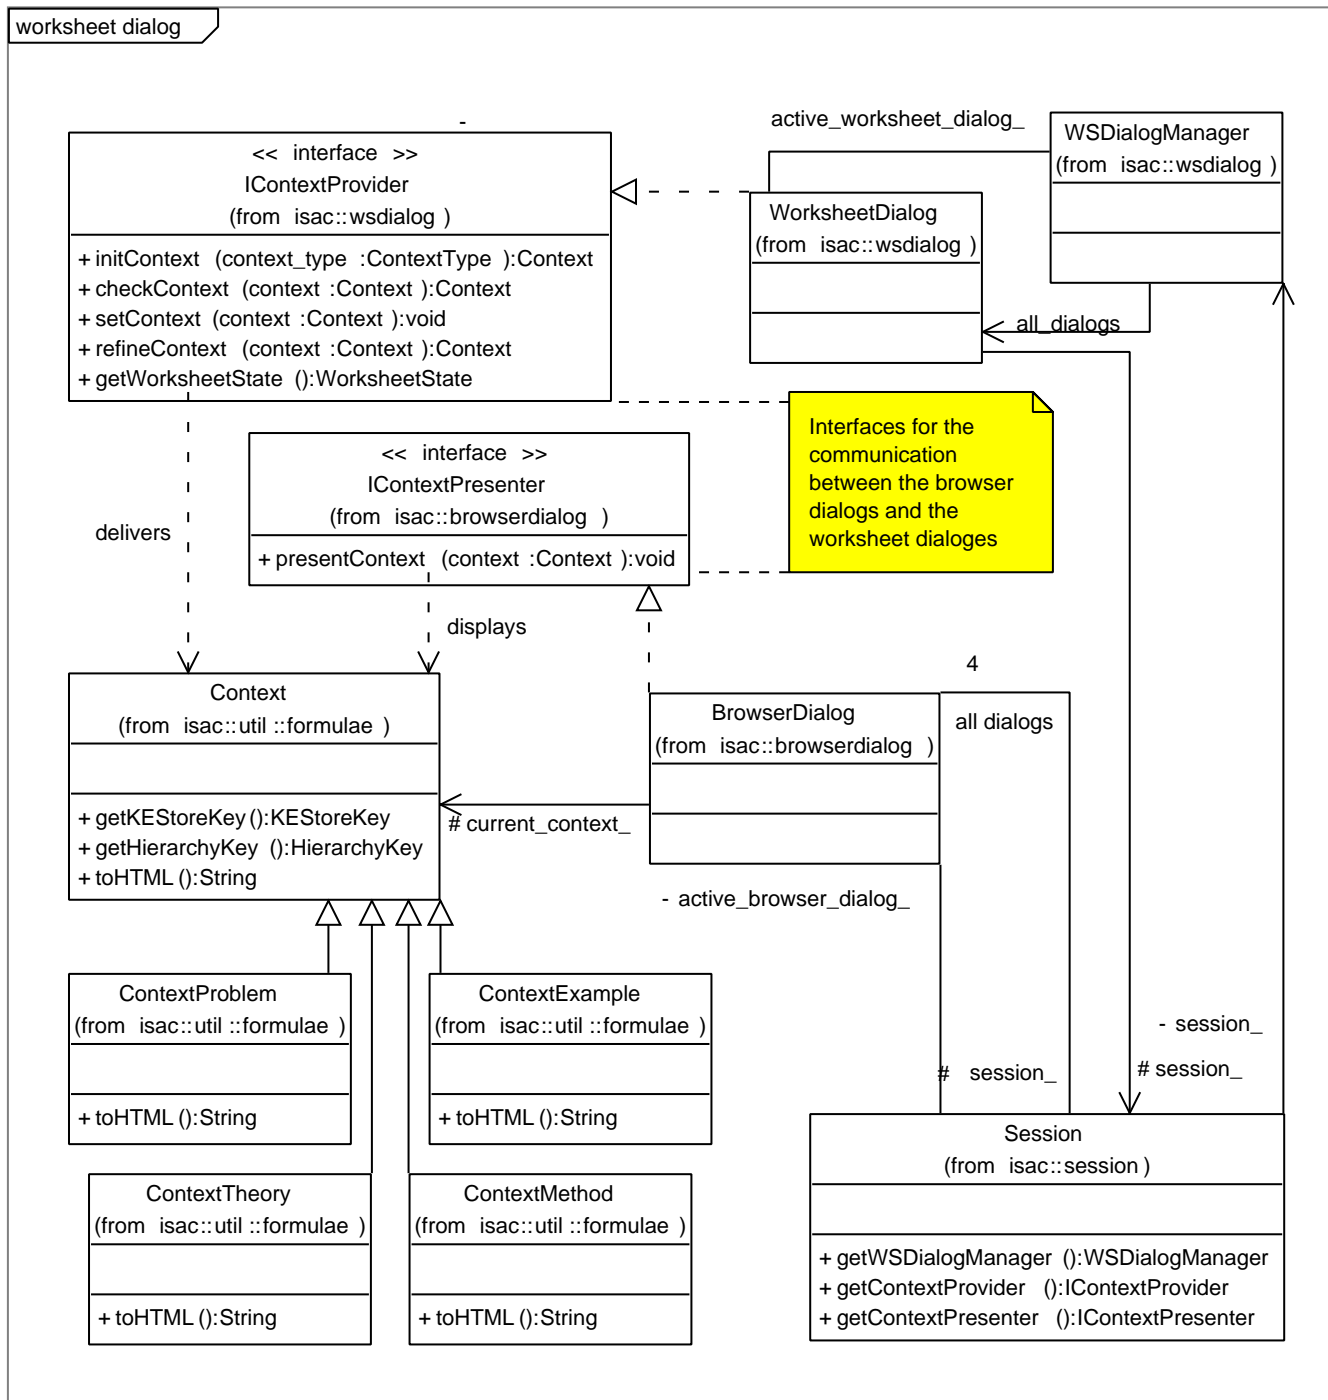 worksheet dialog
-
<< interface >>
IContextProvider
(from isac::wsdialog )
+ initContext (context_type :ContextType ):Context
+ checkContext (context :Context ):Context
+ setContext (context :Context ):void
+ refineContext (context :Context ):Context
+ getWorksheetState ():WorksheetState
active_worksheet_dialog_
WSDialogManager
(from isac::wsdialog )
WorksheetDialog
(from isac::wsdialog )
all_dialogs
Interfaces for the
communication
between the browser
dialogs and the
worksheet dialoges
<< interface >>
IContextPresenter
(from isac::browserdialog )
+ presentContext (context :Context ):void
delivers
displays
Context
(from isac::util ::formulae )
+ getKEStoreKey ():KEStoreKey
+ getHierarchyKey ():HierarchyKey
+ toHTML ():String
BrowserDialog
(from isac::browserdialog )
4
all dialogs
# current_context_
- active_browser_dialog_
ContextProblem
(from isac::util ::formulae )
+ toHTML ():String
ContextExample
(from isac::util ::formulae )
+ toHTML ():String
ContextTheory
(from isac::util ::formulae )
+ toHTML ():String
ContextMethod
(from isac::util ::formulae )
+ toHTML ():String
- session_
# session_
# session_
Session
(from isac::session )
+ getWSDialogManager ():WSDialogManager
+ getContextProvider ():IContextProvider
+ getContextPresenter ():IContextPresenter